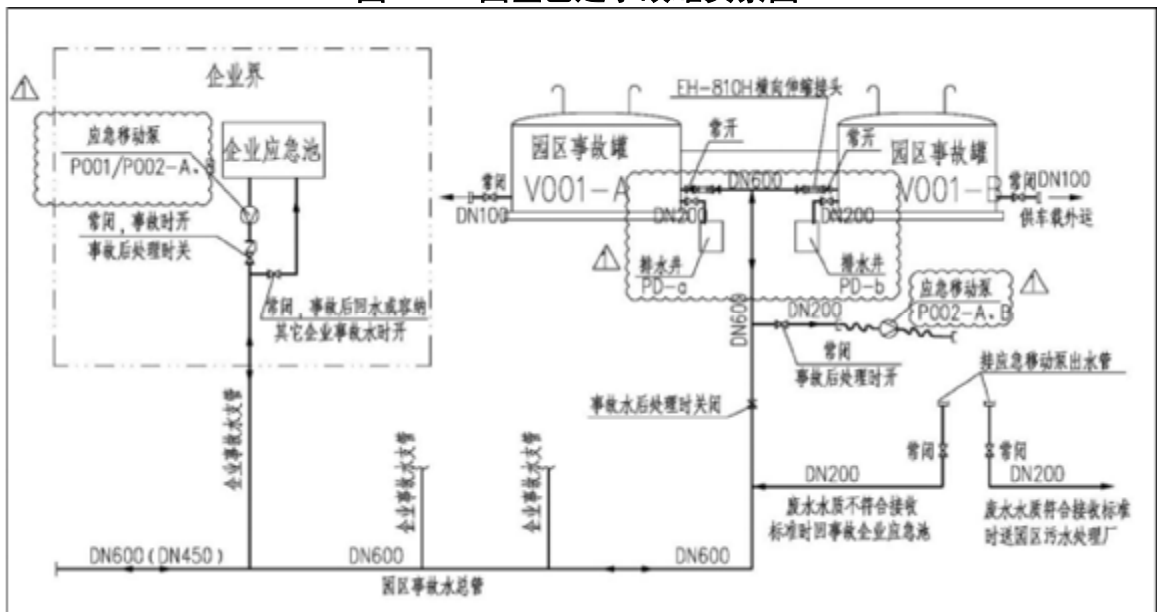 企业界
应急移动泵
P001/P002-A、B
企业应急池
常闭，事故时开
事故后处理时关
常闭，事故后回水或容纳
其它企业事故水时开
企业事故水支管
EH-810H横向伸缩接头
园区事故罐
V001-A
常开
常开
园区事故罐
V001-B
常闭
DN100
DN600
常闭
DN100
供车载外运
DN200
DN200
排水井
PD-a
排水井
PD-b
DN600
DN200
应急移动泵
P002-A、B
常闭
事故后处理时开
接应急移动泵出水管
事故水后处理时关闭
常闭
常闭
DN200
DN200
废水水质不符合接收
标准时回事故企业应急池
废水水质符合接收标准
时送园区污水处理厂
企业事故水支管
企业事故水支管
DN600(DN450)
DN600
DN600
园区事故水总管